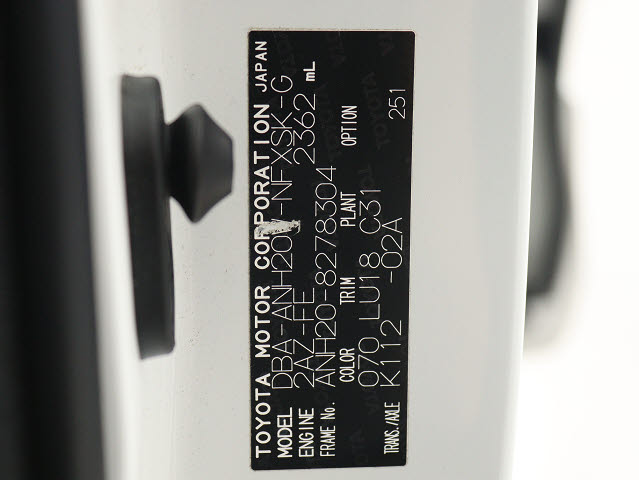 TOYOTA MOTOR CORPORATION JAPAN
MODEL DBA-ANH20W-NFXSK-G
ENGINE 2AZ-FE 2362 mL
FRAME No. ANH20-8278304
COLOR TRIM PLANT OPTION
070 LU18 C31
TRANS./AXLE K112 -02A 251